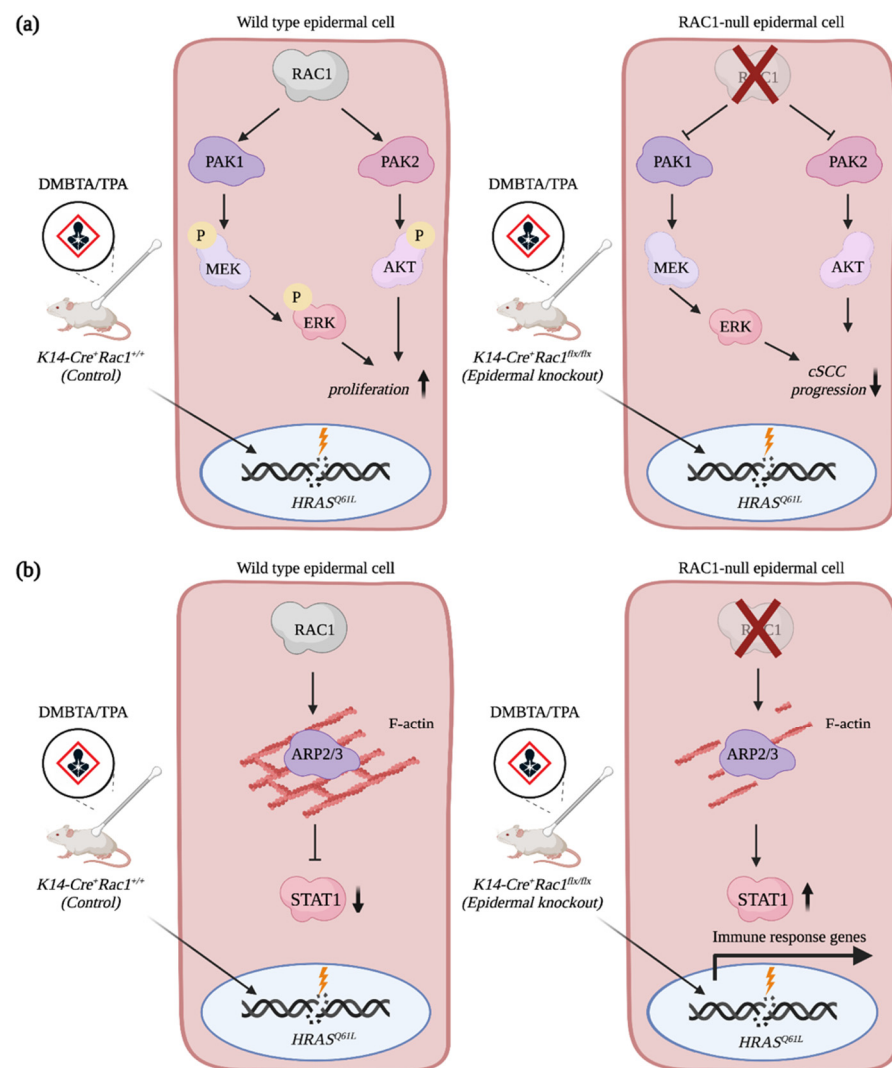 (a)
Wild type epidermal cell
RAC1
PAK1
PAK2
DMBTA/TPA
P
MEK
P
AKT
P
ERK
K14-Cre⁺Rac1⁺/⁺
(Control)
proliferation
HRAS^Q61L
RAC1-null epidermal cell
RAC1
PAK1
PAK2
DMBTA/TPA
MEK
AKT
ERK
K14-Cre⁺Rac1^flx/flx
(Epidermal knockout)
cSCC
progression
HRAS^Q61L
(b)
Wild type epidermal cell
RAC1
DMBTA/TPA
F-actin
ARP2/3
K14-Cre⁺Rac1⁺/⁺
(Control)
STAT1
HRAS^Q61L
RAC1-null epidermal cell
RAC1
DMBTA/TPA
F-actin
ARP2/3
K14-Cre⁺Rac1^flx/flx
(Epidermal knockout)
STAT1
Immune response genes
HRAS^Q61L